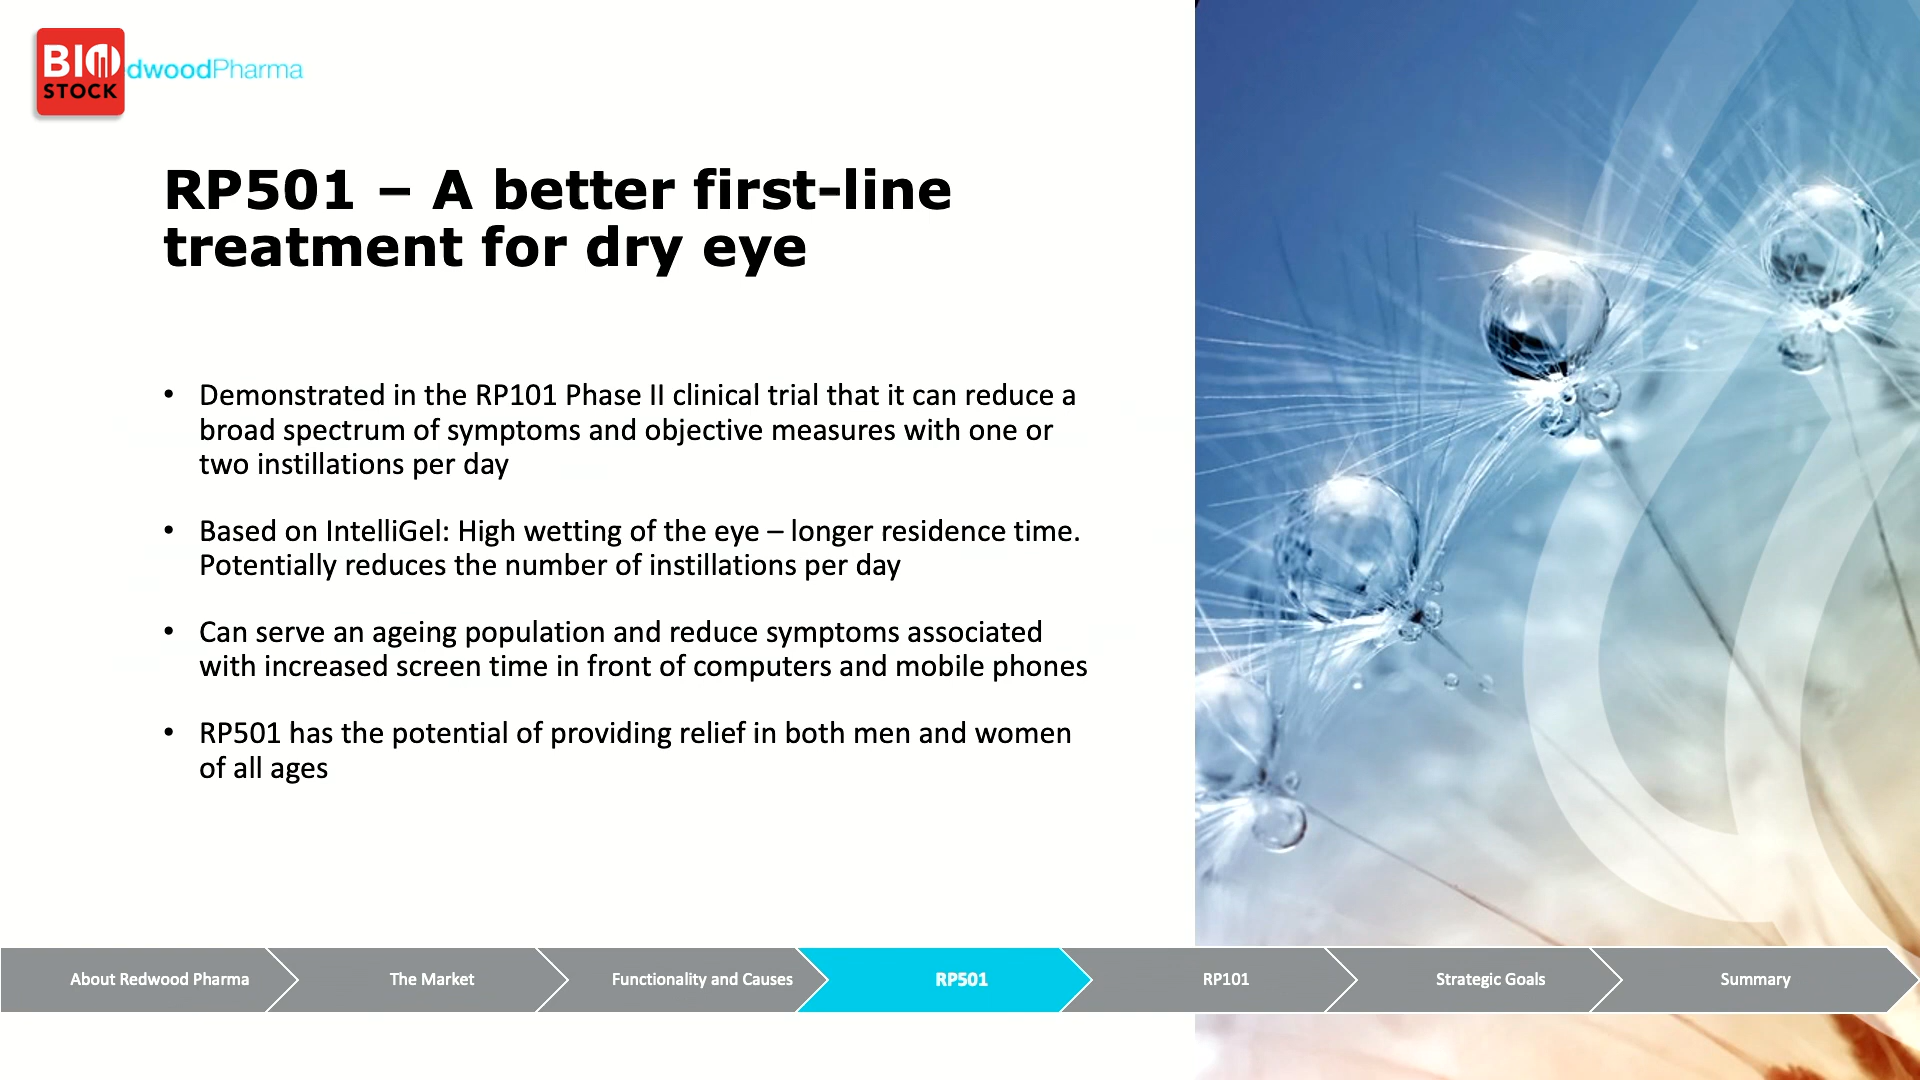 BIO
STOCK
dwoodPharma
RP501 – A better first-line
treatment for dry eye
• Demonstrated in the RP101 Phase II clinical trial that it can reduce a
broad spectrum of symptoms and objective measures with one or
two instillations per day
• Based on IntelliGel: High wetting of the eye – longer residence time.
Potentially reduces the number of instillations per day
• Can serve an ageing population and reduce symptoms associated
with increased screen time in front of computers and mobile phones
• RP501 has the potential of providing relief in both men and women
of all ages
About Redwood Pharma
The Market
Functionality and Causes
RP501
RP101
Strategic Goals
Summary